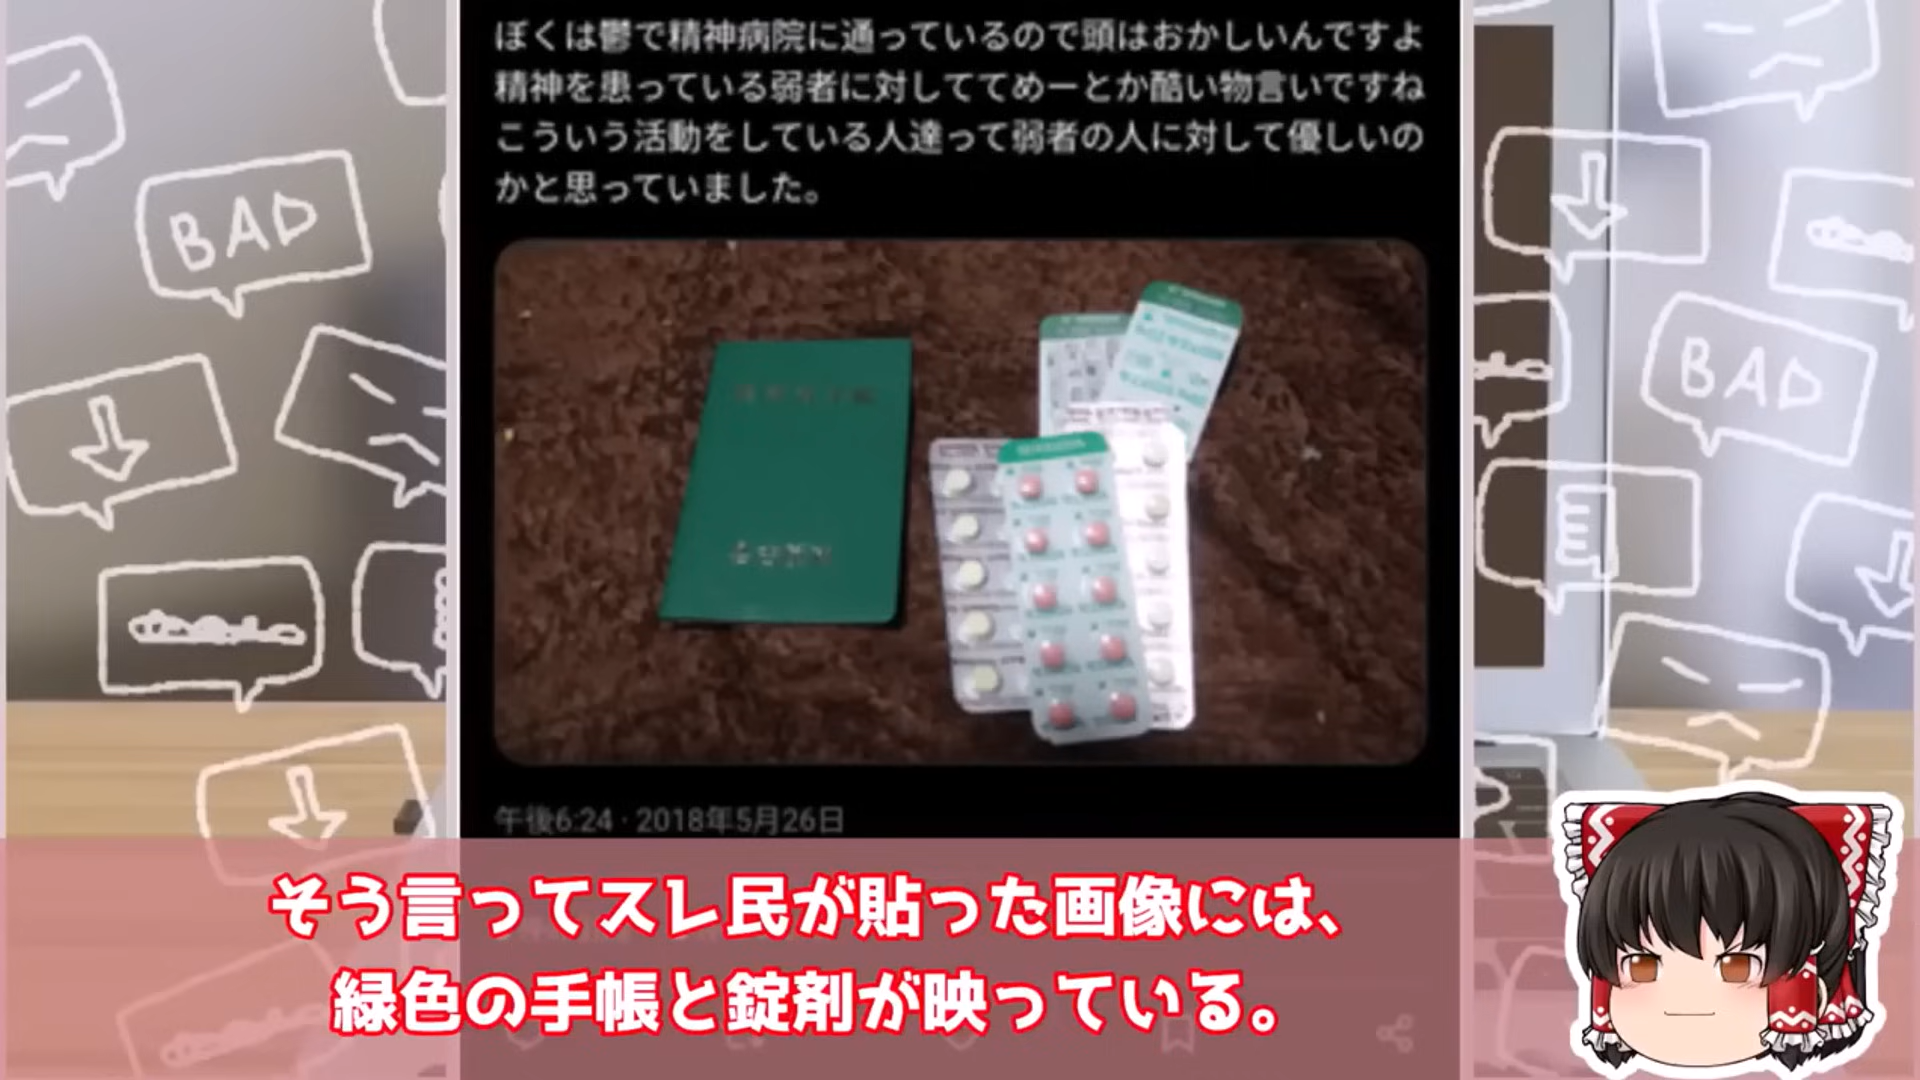 ぼくは鬱で精神病院に通っているので頭はおかしいんですよ
精神を患っている弱者に対しててめーとか酷い物言いですね
こういう活動をしている人達って弱者の人に対して優しいの
かと思っていました。
BAD
BAD
午後6:24・2018年5月26日
そう言ってスレ民が貼った画像には、
緑色の手帳と錠剤が映っている。